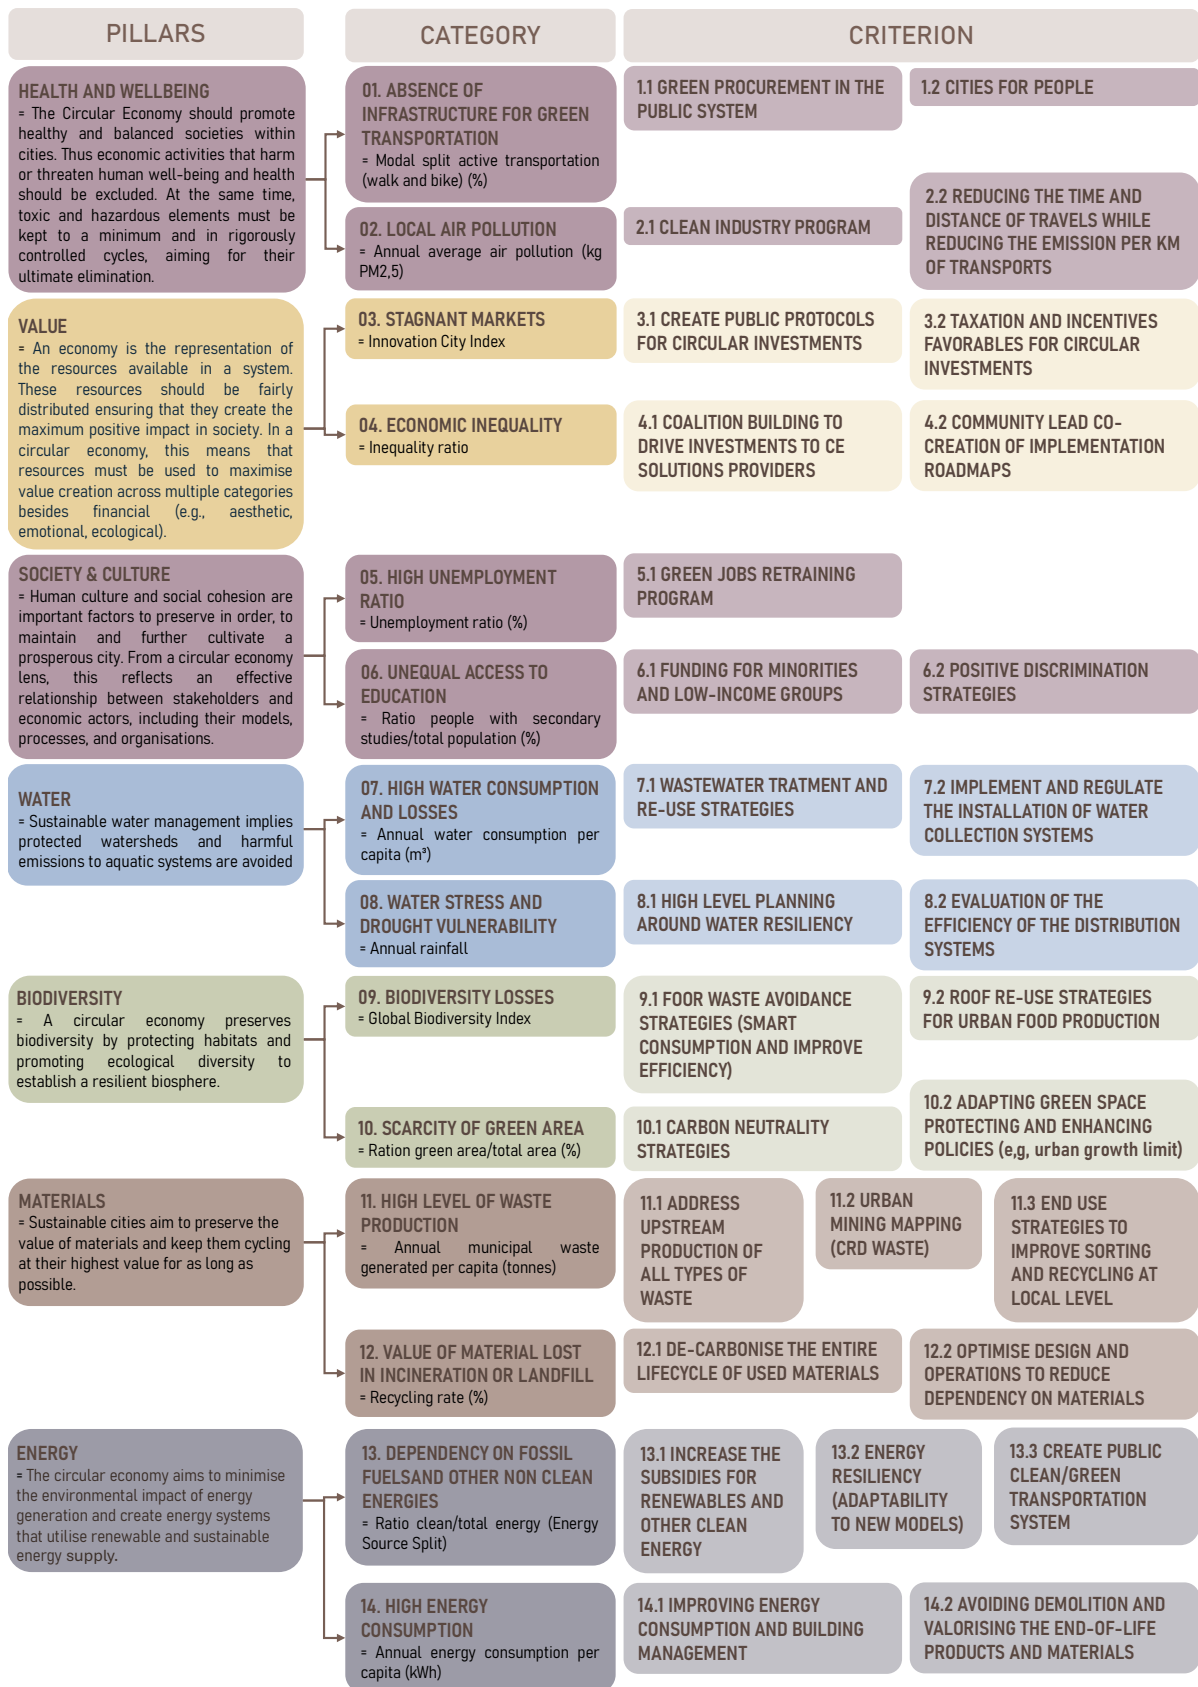 PILLARS
CATEGORY
CRITERION
HEALTH AND WELLBEING
= The Circular Economy should promote
healthy and balanced societies within
cities. Thus economic activities that harm
or threaten human well-being and health
should be excluded. At the same time,
toxic and hazardous elements must be
kept to a minimum and in rigorously
controlled cycles, aiming for their
ultimate elimination.
01. ABSENCE OF
INFRASTRUCTURE FOR GREEN
TRANSPORTATION
= Modal split active transportation
(walk and bike) (%)
1.1 GREEN PROCUREMENT IN THE
PUBLIC SYSTEM
1.2 CITIES FOR PEOPLE
02. LOCAL AIR POLLUTION
= Annual average air pollution (kg
PM2,5)
2.1 CLEAN INDUSTRY PROGRAM
2.2 REDUCING THE TIME AND
DISTANCE OF TRAVELS WHILE
REDUCING THE EMISSION PER KM
OF TRANSPORTS
VALUE
= An economy is the representation of
the resources available in a system.
These resources should be fairly
distributed ensuring that they create the
maximum positive impact in society. In a
circular economy, this means that
resources must be used to maximise
value creation across multiple categories
besides financial (e.g., aesthetic,
emotional, ecological).
03. STAGNANT MARKETS
= Innovation City Index
3.1 CREATE PUBLIC PROTOCOLS
FOR CIRCULAR INVESTMENTS
3.2 TAXATION AND INCENTIVES
FAVORABLES FOR CIRCULAR
INVESTMENTS
04. ECONOMIC INEQUALITY
= Inequality ratio
4.1 COALITION BUILDING TO
DRIVE INVESTMENTS TO CE
SOLUTIONS PROVIDERS
4.2 COMMUNITY LEAD CO-
CREATION OF IMPLEMENTATION
ROADMAPS
SOCIETY & CULTURE
= Human culture and social cohesion are
important factors to preserve in order, to
maintain and further cultivate a
prosperous city. From a circular economy
lens, this reflects an effective
relationship between stakeholders and
economic actors, including their models,
processes, and organisations.
05. HIGH UNEMPLOYMENT
RATIO
= Unemployment ratio (%)
5.1 GREEN JOBS RETRAINING
PROGRAM
06. UNEQUAL ACCESS TO
EDUCATION
= Ratio people with secondary
studies/total population (%)
6.1 FUNDING FOR MINORITIES
AND LOW-INCOME GROUPS
6.2 POSITIVE DISCRIMINATION
STRATEGIES
WATER
= Sustainable water management implies
protected watersheds and harmful
emissions to aquatic systems are avoided
07. HIGH WATER CONSUMPTION
AND LOSSES
= Annual water consumption per
capita (m³)
7.1 WASTEWATER TRATMENT AND
RE-USE STRATEGIES
7.2 IMPLEMENT AND REGULATE
THE INSTALLATION OF WATER
COLLECTION SYSTEMS
08. WATER STRESS AND
DROUGHT VULNERABILITY
= Annual rainfall
8.1 HIGH LEVEL PLANNING
AROUND WATER RESILIENCY
8.2 EVALUATION OF THE
EFFICIENCY OF THE DISTRIBUTION
SYSTEMS
BIODIVERSITY
= A circular economy preserves
biodiversity by protecting habitats and
promoting ecological diversity to
establish a resilient biosphere.
09. BIODIVERSITY LOSSES
= Global Biodiversity Index
9.1 FOOR WASTE AVOIDANCE
STRATEGIES (SMART
CONSUMPTION AND IMPROVE
EFFICIENCY)
9.2 ROOF RE-USE STRATEGIES
FOR URBAN FOOD PRODUCTION
10. SCARCITY OF GREEN AREA
= Ration green area/total area (%)
10.1 CARBON NEUTRALITY
STRATEGIES
10.2 ADAPTING GREEN SPACE
PROTECTING AND ENHANCING
POLICIES (e,g, urban growth limit)
MATERIALS
= Sustainable cities aim to preserve the
value of materials and keep them cycling
at their highest value for as long as
possible.
11. HIGH LEVEL OF WASTE
PRODUCTION
= Annual municipal waste
generated per capita (tonnes)
11.1 ADDRESS
UPSTREAM
PRODUCTION OF
ALL TYPES OF
WASTE
11.2 URBAN
MINING MAPPING
(CRD WASTE)
11.3 END USE
STRATEGIES TO
IMPROVE SORTING
AND RECYCLING AT
LOCAL LEVEL
12. VALUE OF MATERIAL LOST
IN INCINERATION OR LANDFILL
= Recycling rate (%)
12.1 DE-CARBONISE THE ENTIRE
LIFECYCLE OF USED MATERIALS
12.2 OPTIMISE DESIGN AND
OPERATIONS TO REDUCE
DEPENDENCY ON MATERIALS
ENERGY
= The circular economy aims to minimise
the environmental impact of energy
generation and create energy systems
that utilise renewable and sustainable
energy supply.
13. DEPENDENCY ON FOSSIL
FUELSAND OTHER NON CLEAN
ENERGIES
= Ratio clean/total energy (Energy
Source Split)
13.1 INCREASE THE
SUBSIDIES FOR
RENEWABLES AND
OTHER CLEAN
ENERGY
13.2 ENERGY
RESILIENCY
(ADAPTABILITY
TO NEW MODELS)
13.3 CREATE PUBLIC
CLEAN/GREEN
TRANSPORTATION
SYSTEM
14. HIGH ENERGY
CONSUMPTION
= Annual energy consumption per
capita (kWh)
14.1 IMPROVING ENERGY
CONSUMPTION AND BUILDING
MANAGEMENT
14.2 AVOIDING DEMOLITION AND
VALORISING THE END-OF-LIFE
PRODUCTS AND MATERIALS